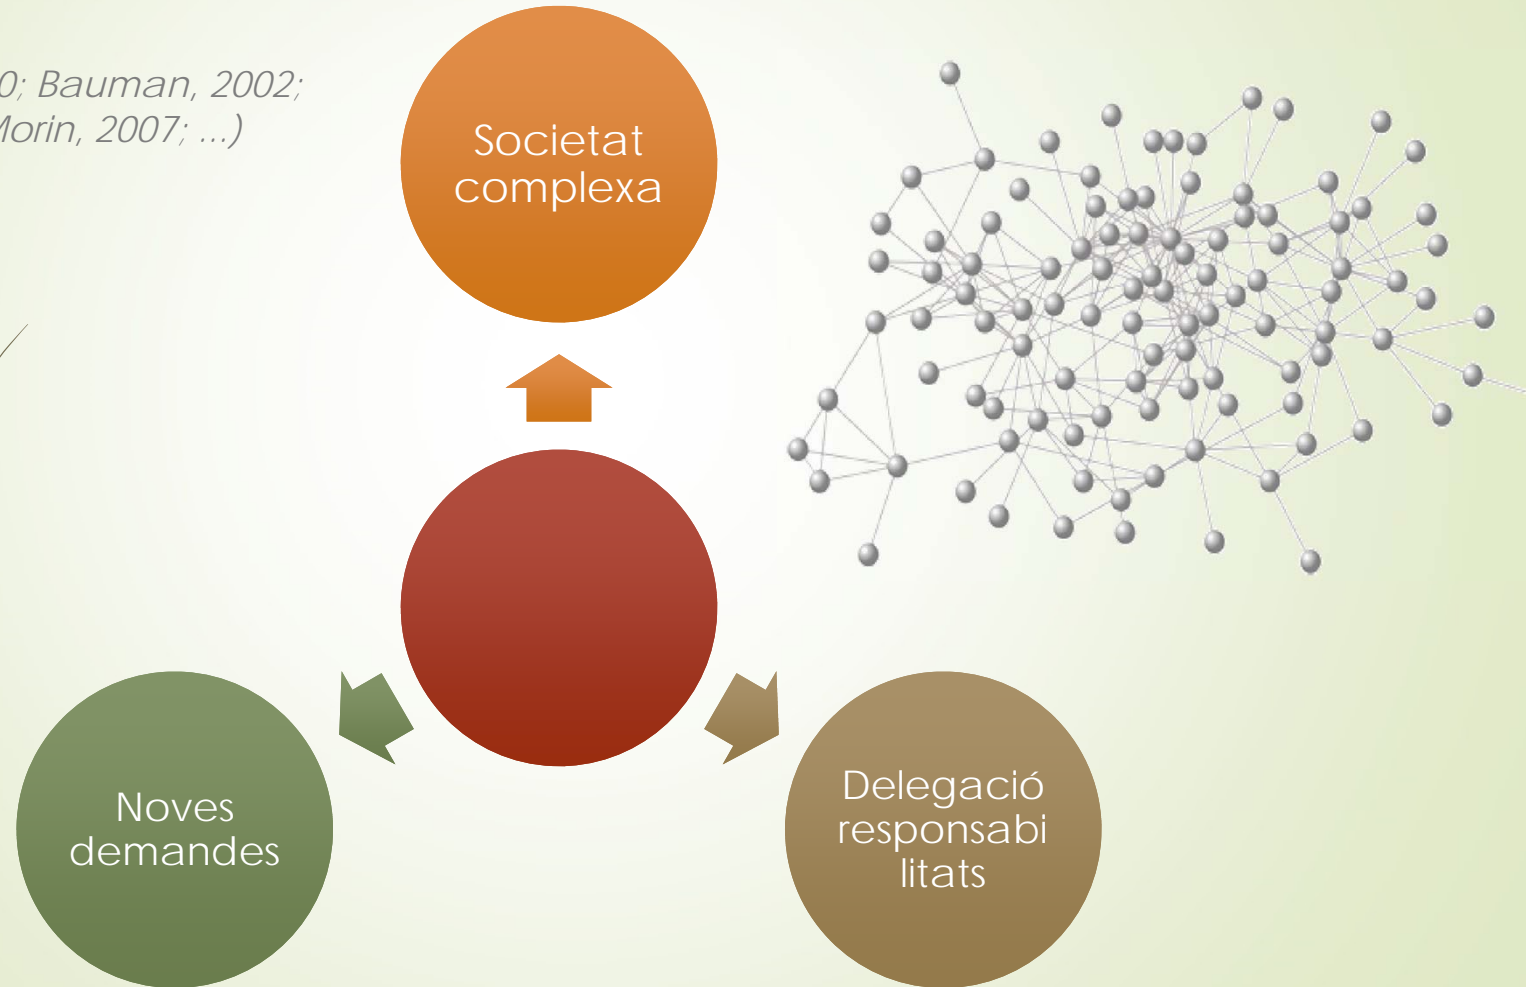 0; Bauman, 2002;
Morin, 2007; ...)
Societat
complexa
Noves
demandes
Delegació
responsabi
litats